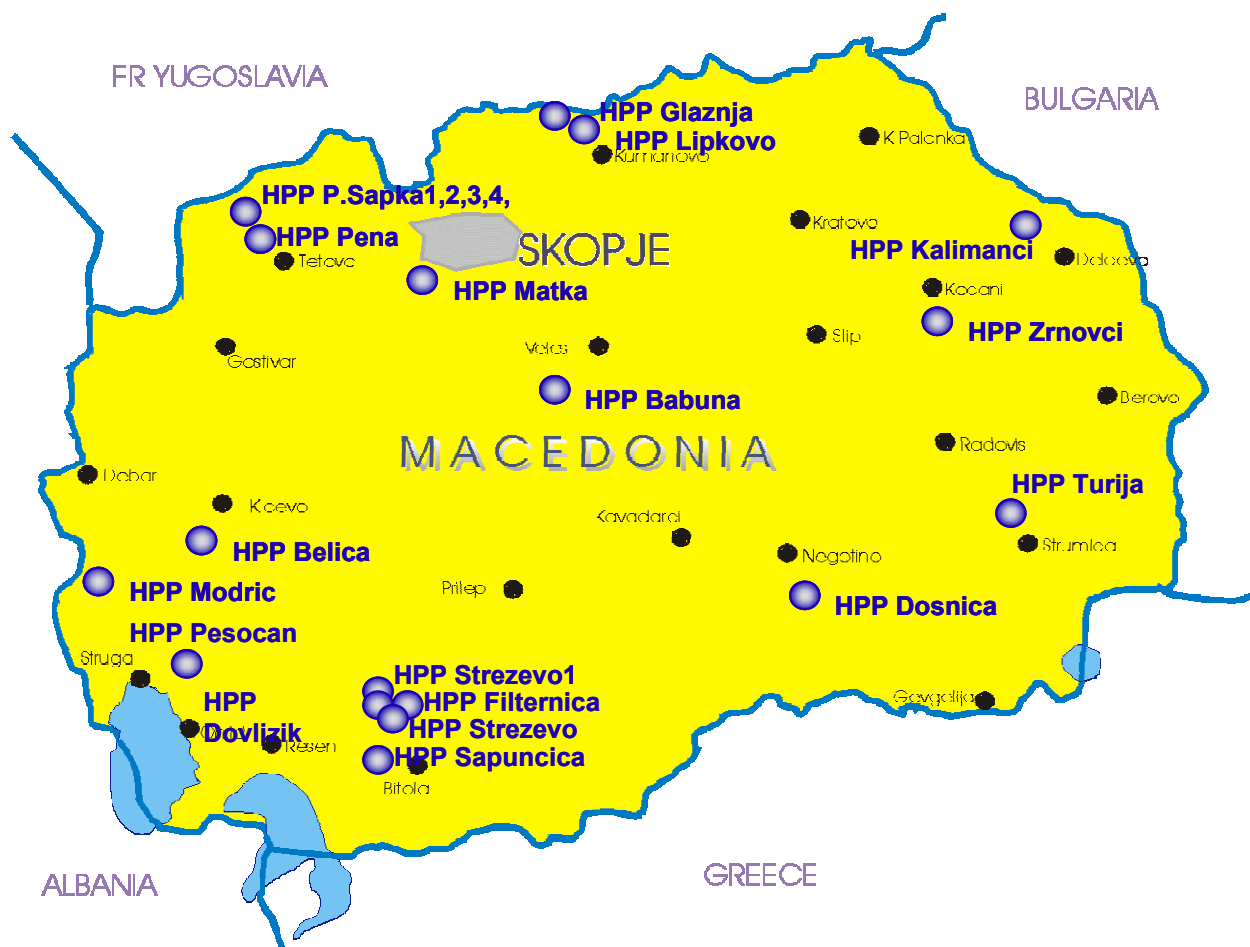 FR YUGOSLAVIA
BULGARIA
HPP Glaznja
HPP Lipkovo
Kumanovo
K Palanka
HPP P.Sapka1,2,3,4,
HPP Pena
Tetovo
SKOPJE
HPP Matka
Kratovo
HPP Kalimanci
Delcevo
Kocani
HPP Zrnovci
Gostivar
Veles
Stip
HPP Babuna
Berovo
MACEDONIA
Radovis
Debar
Kicevo
HPP Turija
Kavadarci
Strumica
HPP Belica
Negotino
HPP Modric
Prilep
HPP Dosnica
HPP Pesocan
Struga
HPP Strezevo1
HPP
Dovljzik
HPP Filternica
HPP Strezevo
Gevgelija
Resen
HPP Sapuncica
Bitola
ALBANIA
GREECE